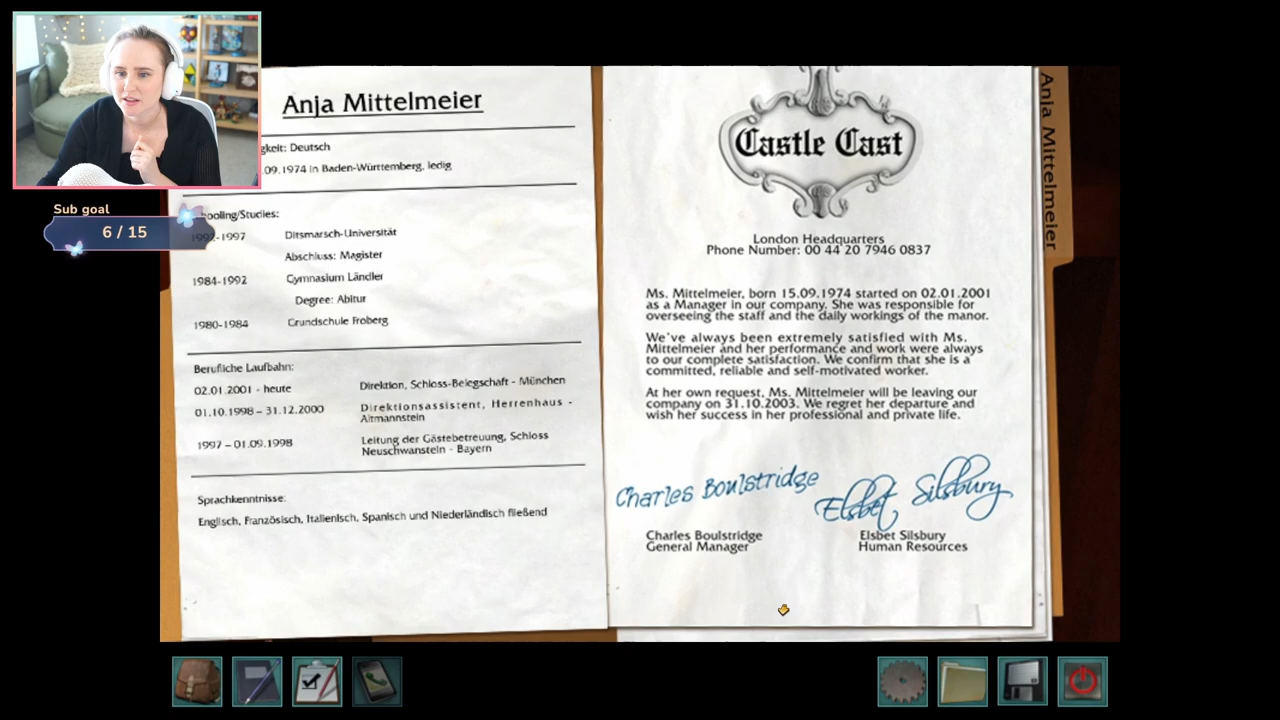 Anja Mittelmeier
gkeit: Deutsch
.09.1974 in Baden-Württemberg, ledig
ooling/Studies:
1992-1997 Ditsmarsch-Universität
Abschluss: Magister
1984-1992 Gymnasium Ländler
Degree: Abitur
1980-1984 Grundschule Froberg
Berufliche Laufbahn:
02.01.2001 - heute Direktion, Schloss-Belegschaft - München
01.10.1998 – 31.12.2000 Direktionsassistent, Herrenhaus -
Altmannstein
1997 – 01.09.1998 Leitung der Gästebetreuung, Schloss
Neuschwanstein - Bayern
Sprachkenntnisse:
Englisch, Französisch, Italienisch, Spanisch und Niederländisch fließend
Castle Cast
London Headquarters
Phone Number: 00 44 20 7946 0837
Ms. Mittelmeier, born 15.09.1974 started on 02.01.2001
as a Manager in our company. She was responsible for
overseeing the staff and the daily workings of the manor.
We've always been extremely satisfied with Ms.
Mittelmeier and her performance and work were always
to our complete satisfaction. We confirm that she is a
committed, reliable and self-motivated worker.
At her own request, Ms. Mittelmeier will be leaving our
company on 31.10.2003. We regret her departure and
wish her success in her professional and private life.
Charles Boulstridge
Elsbet Silsbury
Charles Boulstridge
General Manager
Elsbet Silsbury
Human Resources
Anja Mittelmeier
Sub goal
6 / 15